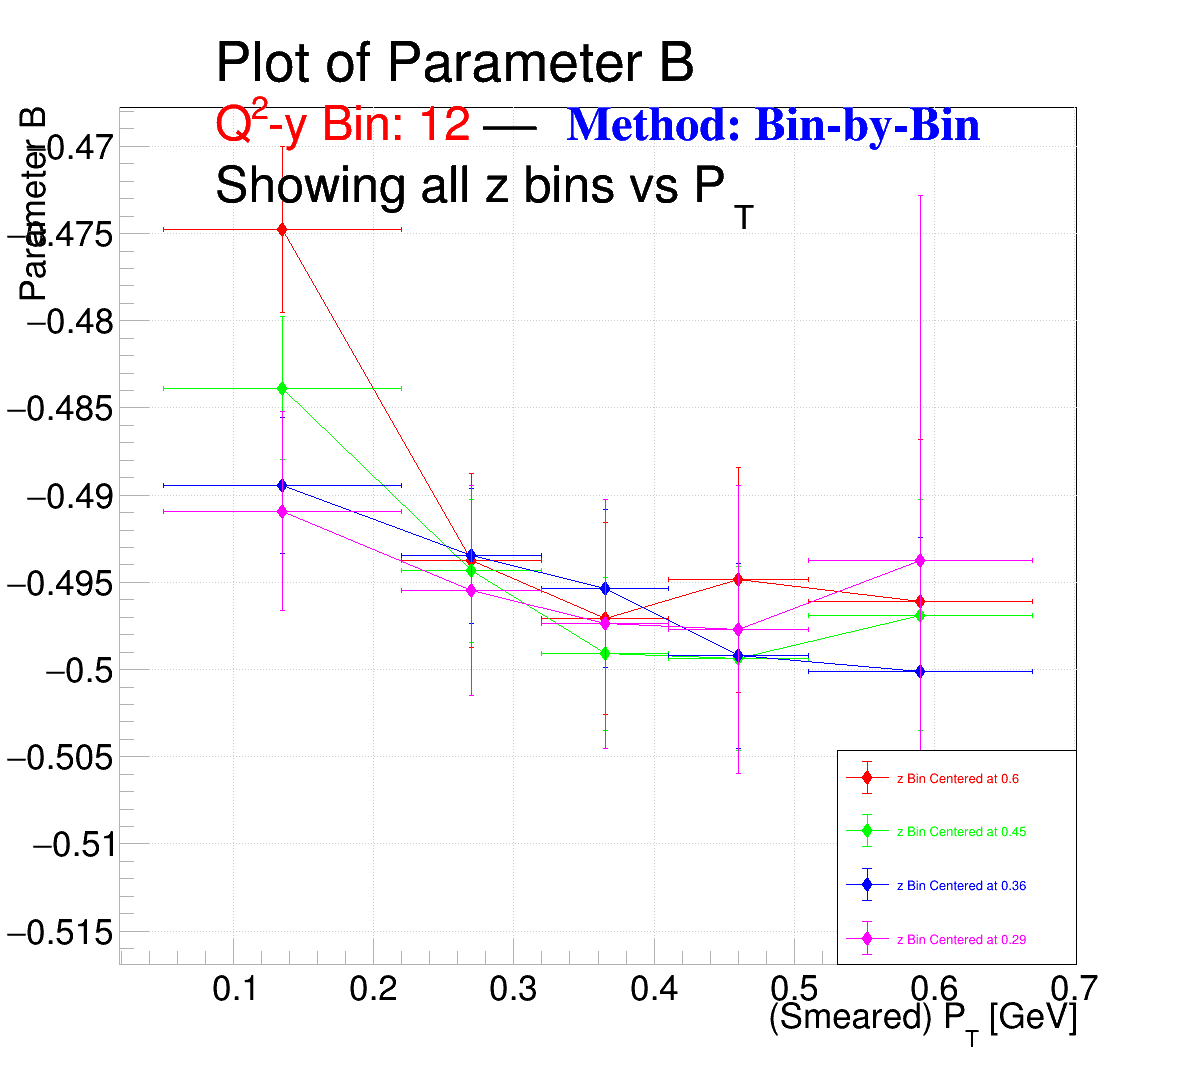 Plot of Parameter B
Q²-y Bin: 12 — Method: Bin-by-Bin
Showing all z bins vs P_T
Parameter B
−0.47
−0.475
−0.48
−0.485
−0.49
−0.495
−0.5
−0.505
−0.51
−0.515
z Bin Centered at 0.6
z Bin Centered at 0.45
z Bin Centered at 0.36
z Bin Centered at 0.29
0.1 0.2 0.3 0.4 0.5 0.6 0.7
(Smeared) P_T [GeV]